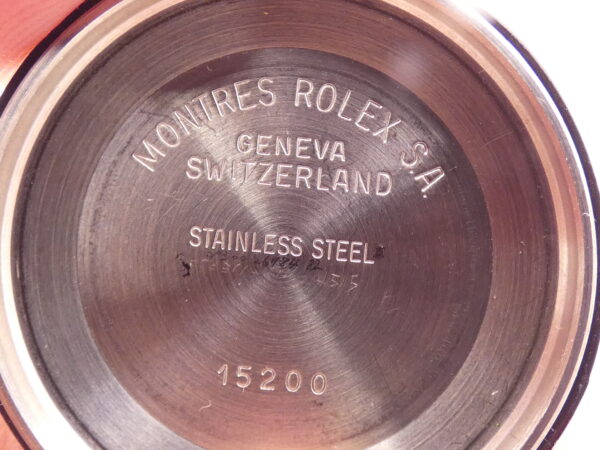 MONTRES ROLEX S.A.
GENEVA
SWITZERLAND
STAINLESS STEEL
15200